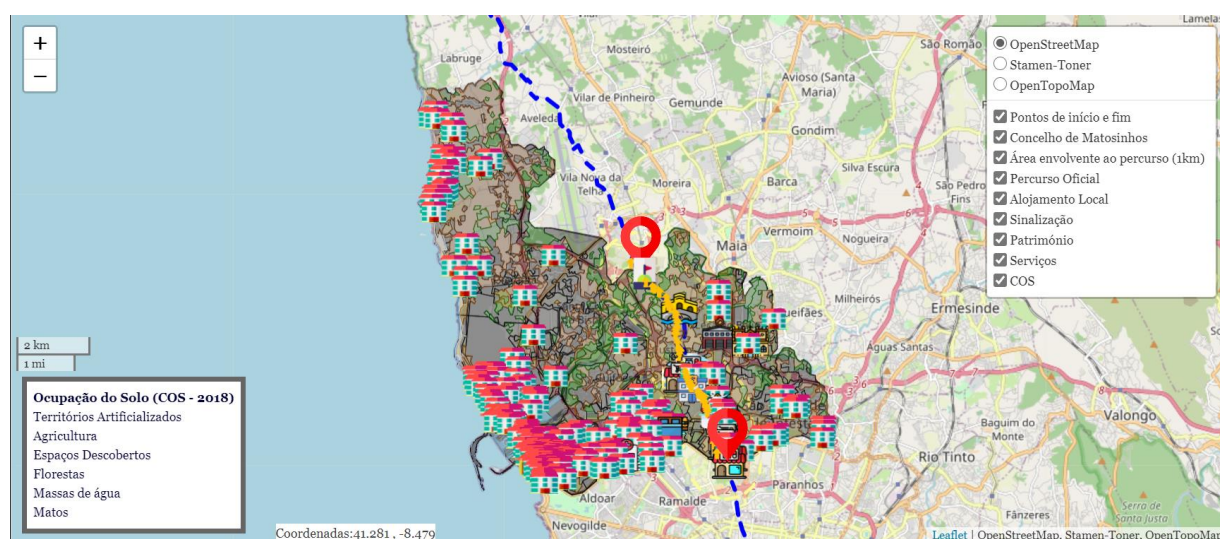 +
−
2 km
1 mi
Ocupação do Solo (COS - 2018)
Territórios Artificializados
Agricultura
Espaços Descobertos
Florestas
Massas de água
Matos
Coordenadas:41.281 , -8.479
OpenStreetMap
Stamen-Toner
OpenTopoMap
Pontos de início e fim
Concelho de Matosinhos
Área envolvente ao percurso (1km)
Percurso Oficial
Alojamento Local
Sinalização
Património
Serviços
COS
Labruge
Mosteiró
Vilar de Pinheiro
Gemunde
Avioso (Santa
Maria)
Aveleda
Gondim
Vila Nova da
Telha
Moreira
Barca
Silva Escura
São Romão
São Pedro
Fins
Maia
Vermoim
Nogueira
Milheirós
Ermesinde
Águas Santas
Valongo
Baguim do
Monte
Rio Tinto
Paranhos
Ramalde
Aldoar
Nevogilde
Fânzeres
Serra de
Santa Justa
Leaflet | OpenStreetMap, Stamen-Toner, OpenTopoMap